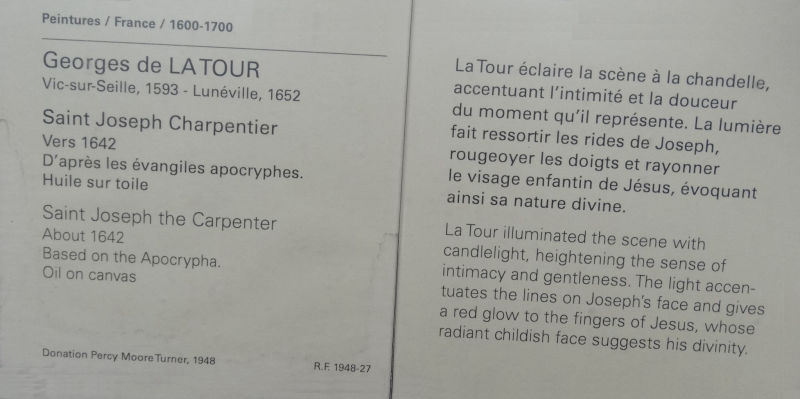 Peintures / France / 1600-1700
Georges de LA TOUR
Vic-sur-Seille, 1593 - Lunéville, 1652
Saint Joseph Charpentier
Vers 1642
D'après les évangiles apocryphes.
Huile sur toile
Saint Joseph the Carpenter
About 1642
Based on the Apocrypha.
Oil on canvas
Donation Percy Moore Turner, 1948
R.F. 1948-27
La Tour éclaire la scène à la chandelle,
accentuant l'intimité et la douceur
du moment qu'il représente. La lumière
fait ressortir les rides de Joseph,
rougeoyer les doigts et rayonner
le visage enfantin de Jésus, évoquant
ainsi sa nature divine.
La Tour illuminated the scene with
candlelight, heightening the sense of
intimacy and gentleness. The light accen-
tuates the lines on Joseph's face and gives
a red glow to the fingers of Jesus, whose
radiant childish face suggests his divinity.